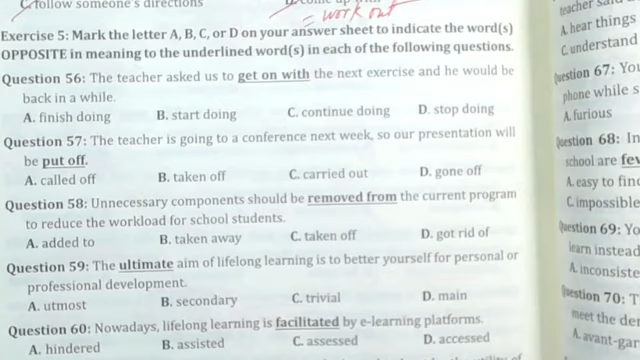 C. follow someone's directions
= work out
Exercise 5: Mark the letter A, B, C, or D on your answer sheet to indicate the word(s)
OPPOSITE in meaning to the underlined word(s) in each of the following questions.
Question 56: The teacher asked us to get on with the next exercise and he would be
back in a while.
A. finish doing B. start doing C. continue doing D. stop doing
Question 57: The teacher is going to a conference next week, so our presentation will
be put off.
A. called off B. taken off C. carried out D. gone off
Question 58: Unnecessary components should be removed from the current program
to reduce the workload for school students.
A. added to B. taken away C. taken off D. got rid of
Question 59: The ultimate aim of lifelong learning is to better yourself for personal or
professional development.
A. utmost B. secondary C. trivial D. main
Question 60: Nowadays, lifelong learning is facilitated by e-learning platforms.
A. hindered B. assisted C. assessed D. accessed
teacher said
A. hear things
C. understand
Question 67: You
phone while s
A. furious
Question 68: In
school are few
A. easy to find
C. impossible
Question 69: Yo
learn instead
A. inconsiste
Question 70: T
meet the de
A. avant-gar